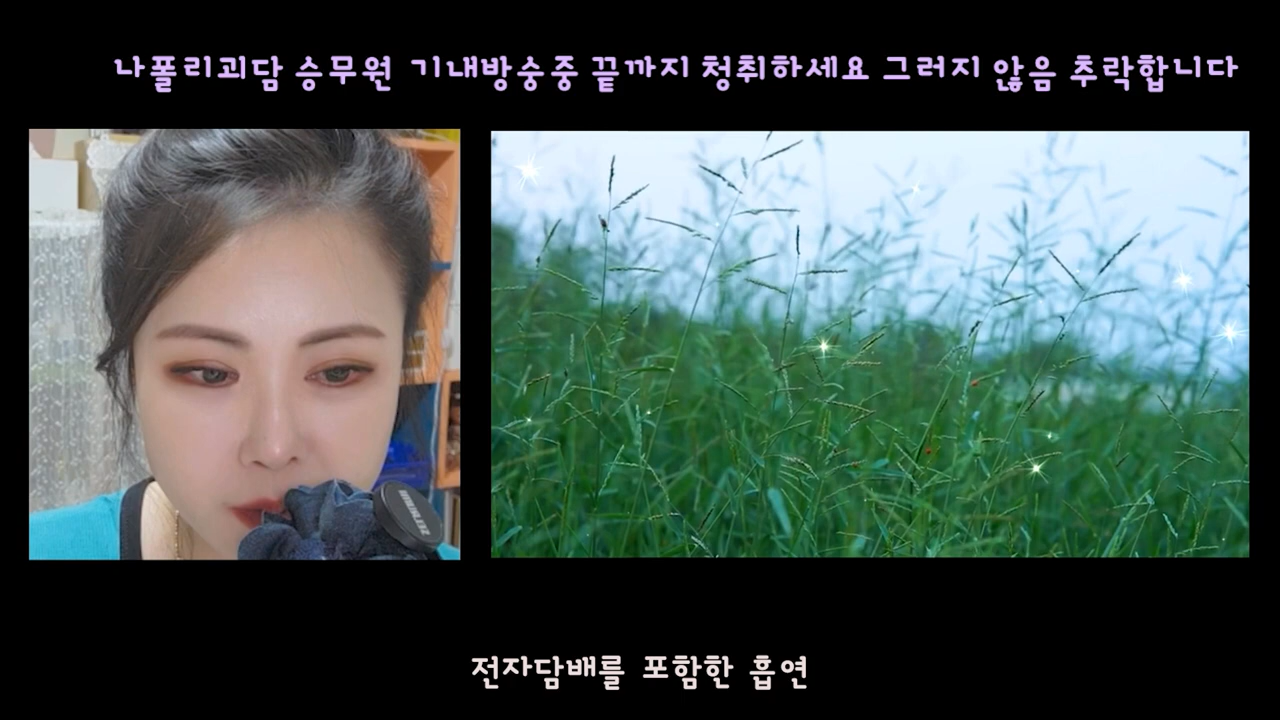 나폴리괴담 승무원 기내방숭중 끝까지 청취하세요 그러지 않음 추락합니다
전자담배를 포함한 흡연